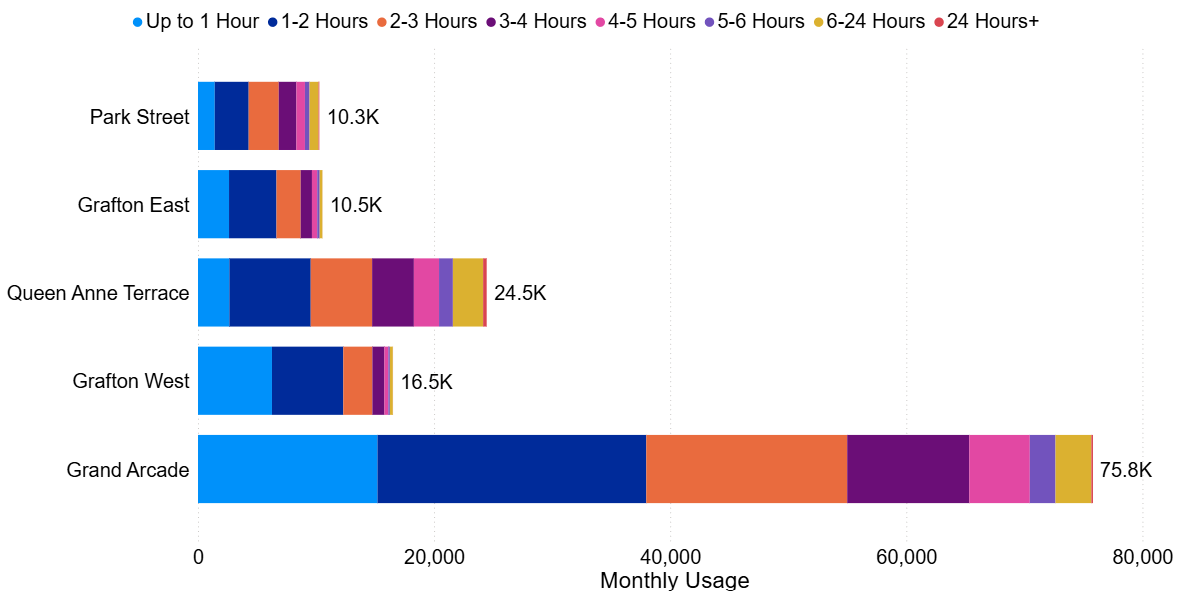 Up to 1 Hour 1-2 Hours 2-3 Hours 3-4 Hours 4-5 Hours 5-6 Hours 6-24 Hours 24 Hours+
Park Street 10.3K
Grafton East 10.5K
Queen Anne Terrace 24.5K
Grafton West 16.5K
Grand Arcade 75.8K
0 20,000 40,000 60,000 80,000
Monthly Usage